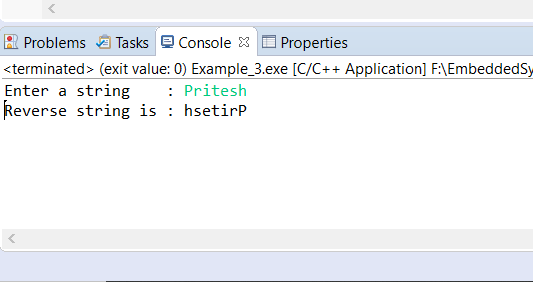 Problems Tasks Console Properties
<terminated> (exit value: 0) Example_3.exe [C/C++ Application] F:\EmbeddedSy
Enter a string    : Pritesh
Reverse string is : hsetirP